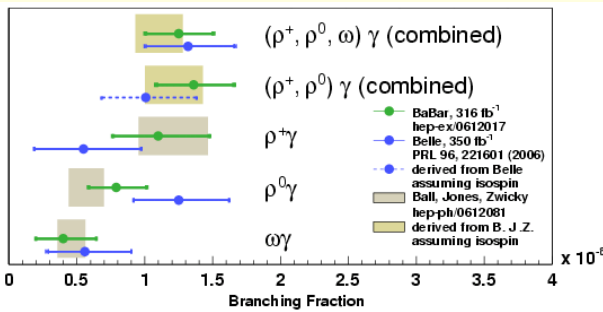 (ρ⁺, ρ⁰, ω) γ (combined)
(ρ⁺, ρ⁰) γ (combined)
ρ⁺γ
ρ⁰γ
ωγ
BaBar, 316 fb⁻¹
hep-ex/0612017
Belle, 350 fb⁻¹
PRL 96, 221601 (2006)
derived from Belle
assuming isospin
Ball, Jones, Zwicky
hep-ph/0612081
derived from B. J .Z.
assuming isospin
0 0.5 1 1.5 2 2.5 3 3.5 4
Branching Fraction